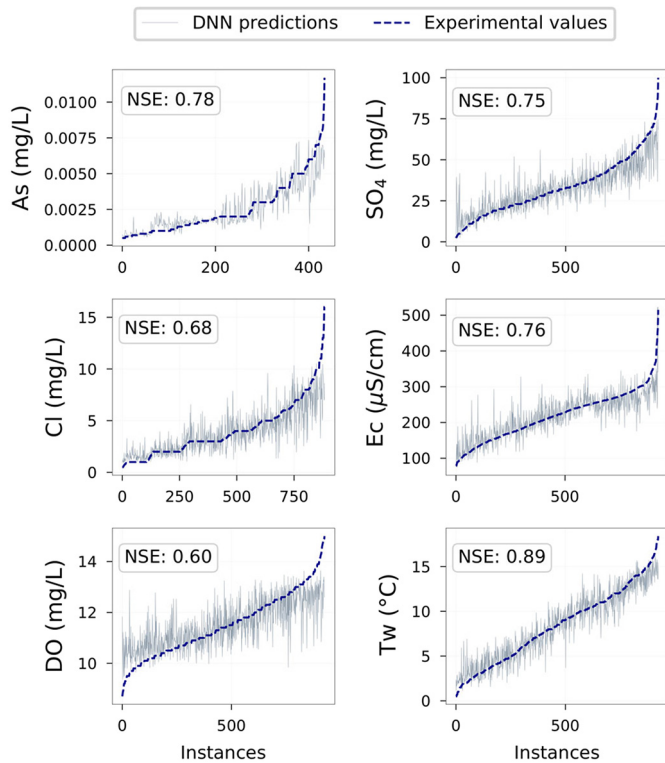 DNN predictions Experimental values
As (mg/L)
NSE: 0.78
0.0100
0.0075
0.0050
0.0025
0.0000
0 200 400
SO4 (mg/L)
NSE: 0.75
100
75
50
25
0
0 500
Cl (mg/L)
NSE: 0.68
15
10
5
0
0 250 500 750
Ec (µS/cm)
NSE: 0.76
500
400
300
200
100
0 500
DO (mg/L)
NSE: 0.60
14
12
10
0 500
Instances
Tw (°C)
NSE: 0.89
15
10
5
0
0 500
Instances